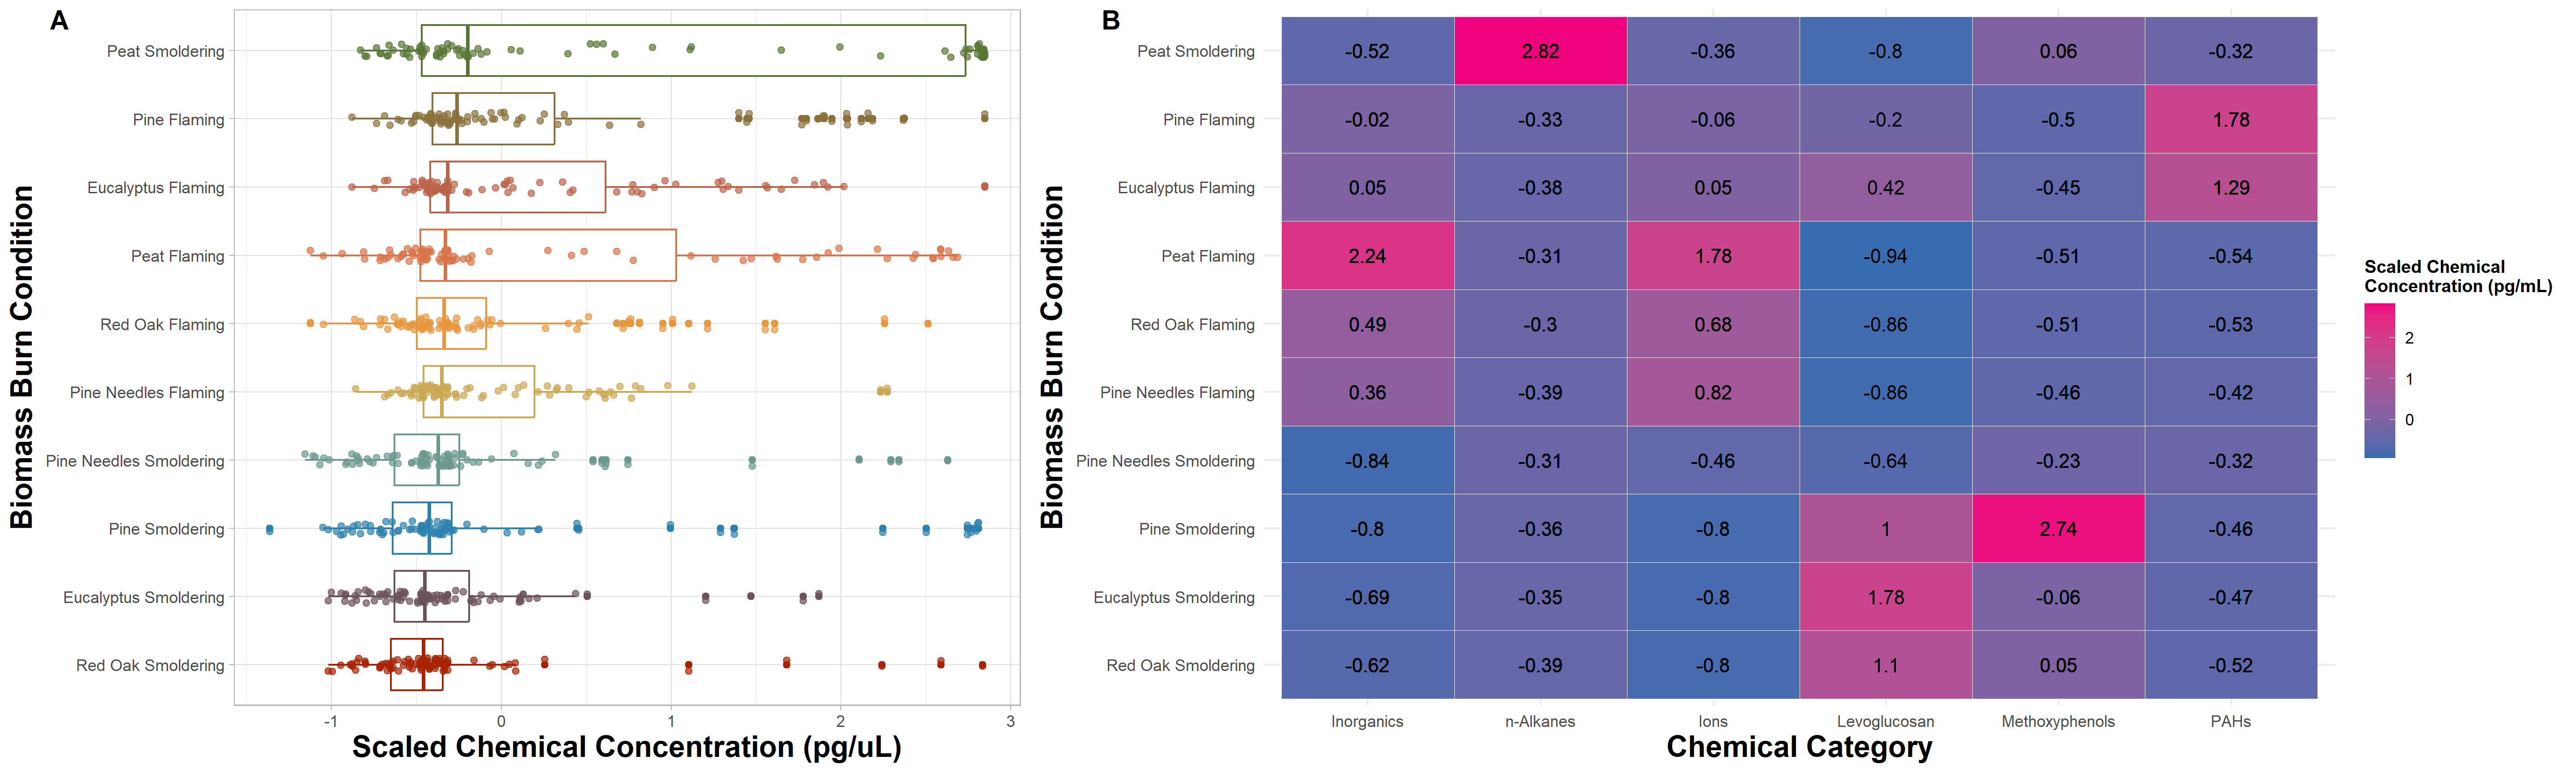 A
Biomass Burn Condition
Peat Smoldering
Pine Flaming
Eucalyptus Flaming
Peat Flaming
Red Oak Flaming
Pine Needles Flaming
Pine Needles Smoldering
Pine Smoldering
Eucalyptus Smoldering
Red Oak Smoldering
-1 0 1 2 3
Scaled Chemical Concentration (pg/uL)
B
Biomass Burn Condition
Peat Smoldering -0.52 2.82 -0.36 -0.8 0.06 -0.32
Pine Flaming -0.02 -0.33 -0.06 -0.2 -0.5 1.78
Eucalyptus Flaming 0.05 -0.38 0.05 0.42 -0.45 1.29
Peat Flaming 2.24 -0.31 1.78 -0.94 -0.51 -0.54
Red Oak Flaming 0.49 -0.3 0.68 -0.86 -0.51 -0.53
Pine Needles Flaming 0.36 -0.39 0.82 -0.86 -0.46 -0.42
Pine Needles Smoldering -0.84 -0.31 -0.46 -0.64 -0.23 -0.32
Pine Smoldering -0.8 -0.36 -0.8 1 2.74 -0.46
Eucalyptus Smoldering -0.69 -0.35 -0.8 1.78 -0.06 -0.47
Red Oak Smoldering -0.62 -0.39 -0.8 1.1 0.05 -0.52
Inorganics n-Alkanes Ions Levoglucosan Methoxyphenols PAHs
Chemical Category
Scaled Chemical
Concentration (pg/mL)
2
1
0